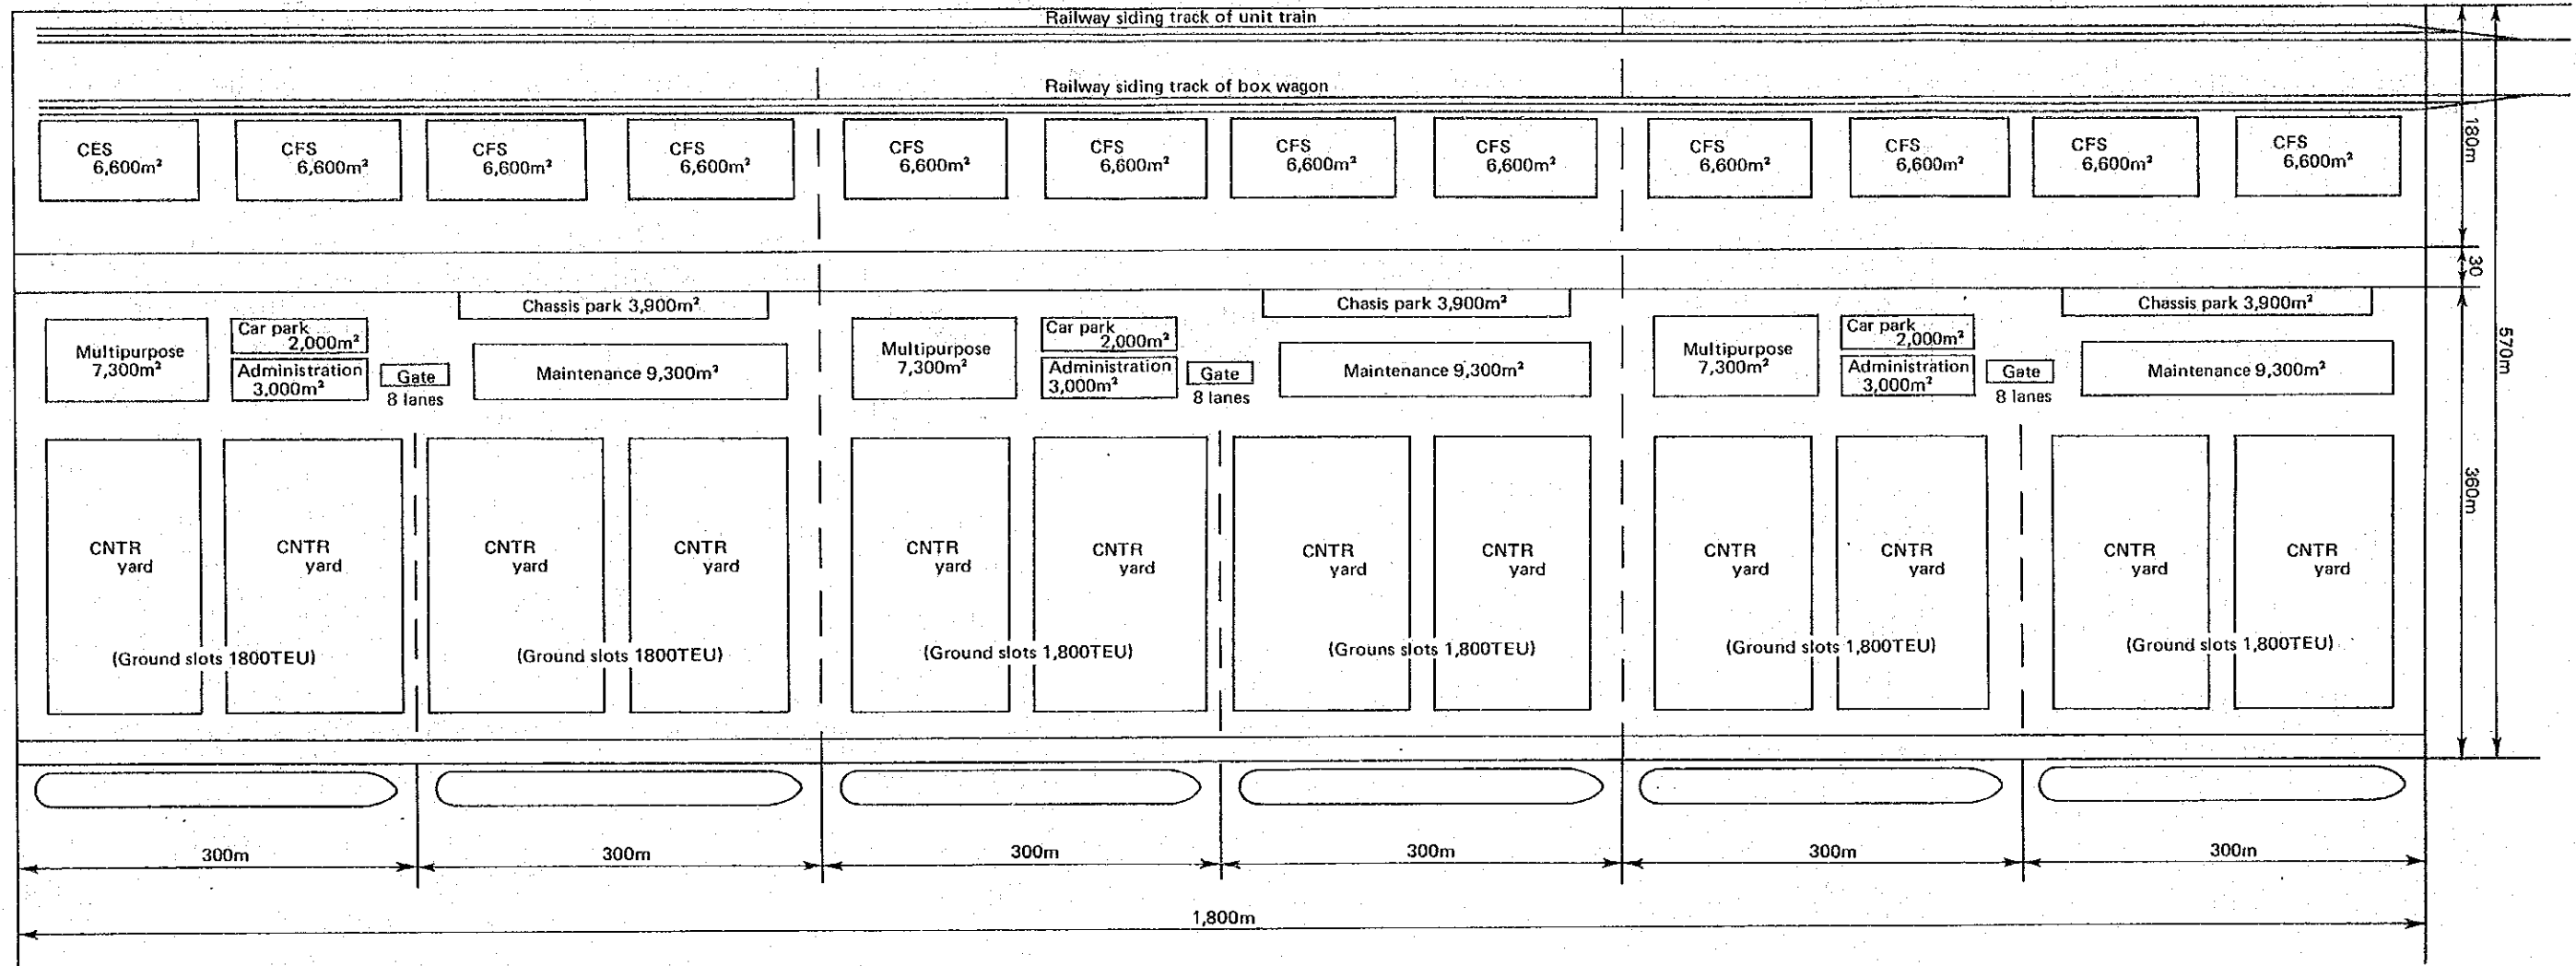 Railway siding track of unit train
Railway siding track of box wagon
CES
6,600m²
CFS
6,600m²
CFS
6,600m²
CFS
6,600m²
CFS
6,600m²
CFS
6,600m²
CFS
6,600m²
CFS
6,600m²
CFS
6,600m²
CFS
6,600m²
CFS
6,600m²
CFS
6,600m²
180m
30
360m
570m
Chassis park 3,900m²
Chasis park 3,900m²
Chassis park 3,900m²
Multipurpose
7,300m²
Car park
2,000m²
Administration
3,000m²
Gate
8 lanes
Maintenance 9,300m²
Multipurpose
7,300m²
Car park
2,000m²
Administration
3,000m²
Gate
8 lanes
Maintenance 9,300m²
Multipurpose
7,300m²
Car park
2,000m²
Administration
3,000m²
Gate
8 lanes
Maintenance 9,300m²
CNTR
yard
CNTR
yard
CNTR
yard
CNTR
yard
CNTR
yard
CNTR
yard
CNTR
yard
CNTR
yard
CNTR
yard
CNTR
yard
CNTR
yard
CNTR
yard
(Ground slots 1800TEU)
(Ground slots 1800TEU)
(Ground slots 1,800TEU)
(Grouns slots 1,800TEU)
(Ground slots 1,800TEU)
(Ground slots 1,800TEU)
300m
300m
300m
300m
300m
300m
1,800m